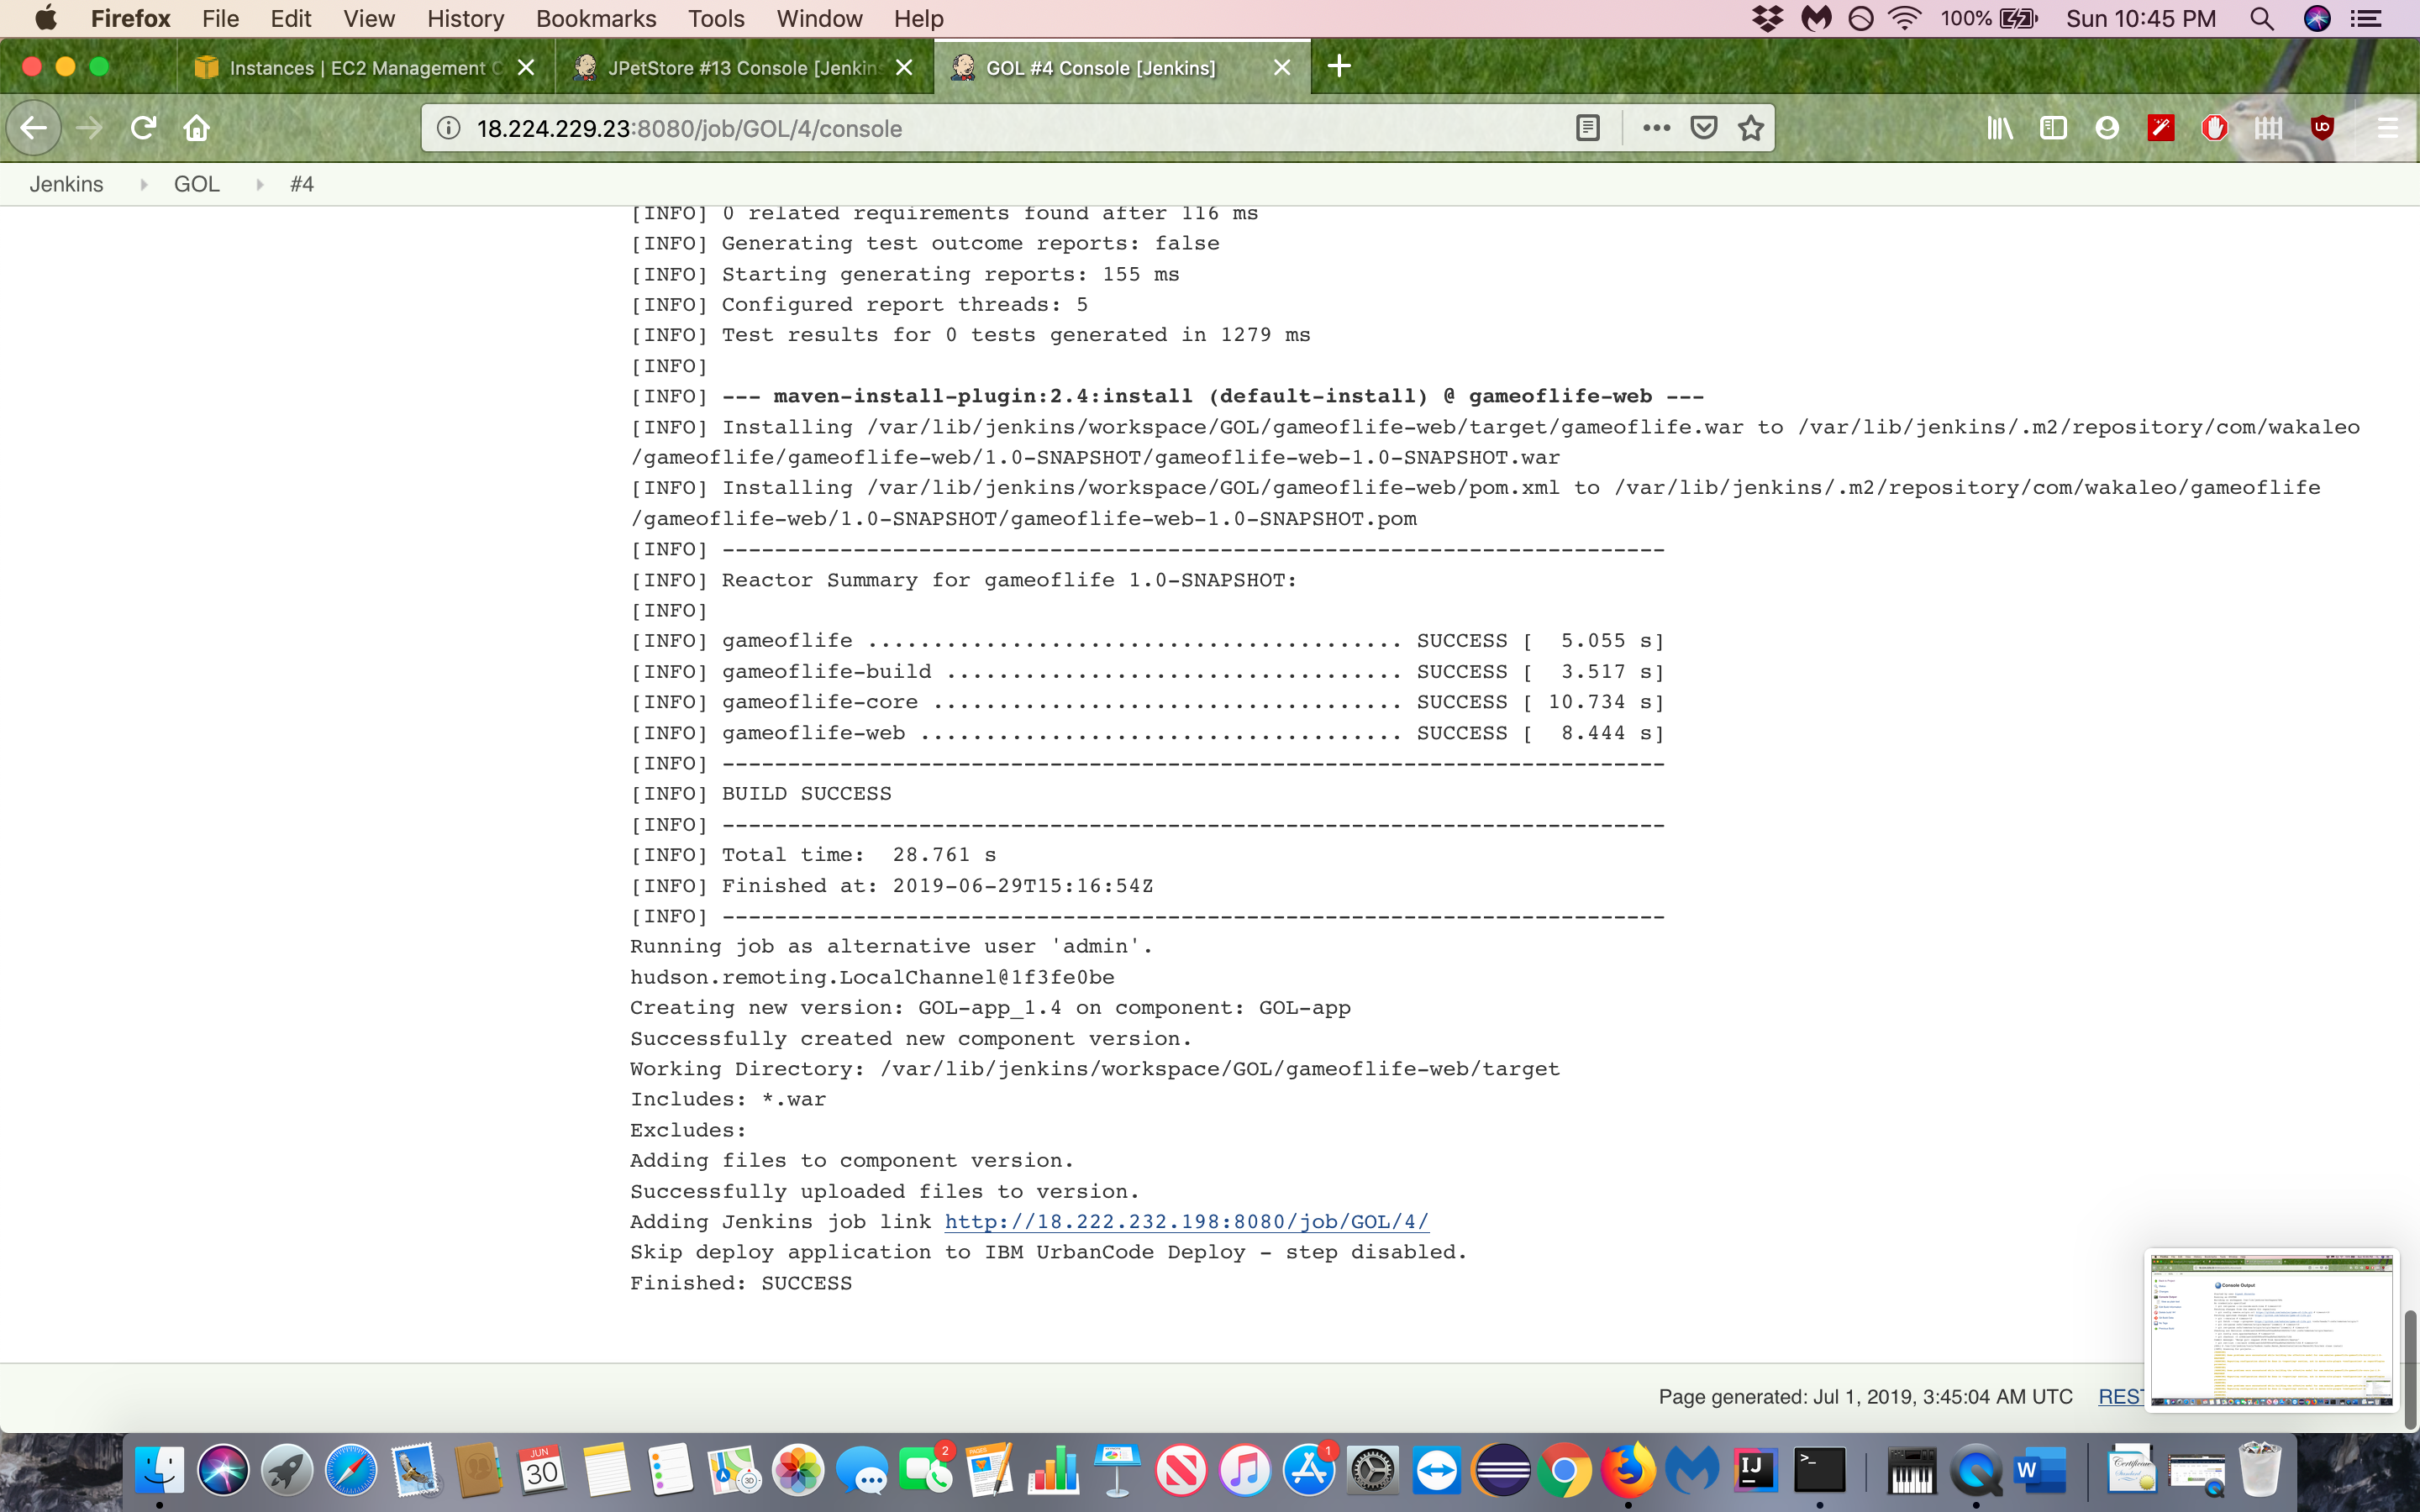 Firefox File Edit View History Bookmarks Tools Window Help 100% Sun 10:45 PM
Instances | EC2 Management C JPetStore #13 Console [Jenkins GOL #4 Console [Jenkins]
18.224.229.23:8080/job/GOL/4/console
Jenkins GOL #4
[INFO] 0 related requirements found after 116 ms
[INFO] Generating test outcome reports: false
[INFO] Starting generating reports: 155 ms
[INFO] Configured report threads: 5
[INFO] Test results for 0 tests generated in 1279 ms
[INFO]
[INFO] --- maven-install-plugin:2.4:install (default-install) @ gameoflife-web ---
[INFO] Installing /var/lib/jenkins/workspace/GOL/gameoflife-web/target/gameoflife.war to /var/lib/jenkins/.m2/repository/com/wakaleo
/gameoflife/gameoflife-web/1.0-SNAPSHOT/gameoflife-web-1.0-SNAPSHOT.war
[INFO] Installing /var/lib/jenkins/workspace/GOL/gameoflife-web/pom.xml to /var/lib/jenkins/.m2/repository/com/wakaleo/gameoflife
/gameoflife-web/1.0-SNAPSHOT/gameoflife-web-1.0-SNAPSHOT.pom
[INFO] ------------------------------------------------------------------------
[INFO] Reactor Summary for gameoflife 1.0-SNAPSHOT:
[INFO]
[INFO] gameoflife ......................................... SUCCESS [  5.055 s]
[INFO] gameoflife-build ................................... SUCCESS [  3.517 s]
[INFO] gameoflife-core .................................... SUCCESS [ 10.734 s]
[INFO] gameoflife-web ..................................... SUCCESS [  8.444 s]
[INFO] ------------------------------------------------------------------------
[INFO] BUILD SUCCESS
[INFO] ------------------------------------------------------------------------
[INFO] Total time:  28.761 s
[INFO] Finished at: 2019-06-29T15:16:54Z
[INFO] ------------------------------------------------------------------------
Running job as alternative user 'admin'.
hudson.remoting.LocalChannel@1f3fe0be
Creating new version: GOL-app_1.4 on component: GOL-app
Successfully created new component version.
Working Directory: /var/lib/jenkins/workspace/GOL/gameoflife-web/target
Includes: *.war
Excludes:
Adding files to component version.
Successfully uploaded files to version.
Adding Jenkins job link http://18.222.232.198:8080/job/GOL/4/
Skip deploy application to IBM UrbanCode Deploy - step disabled.
Finished: SUCCESS
Console Output
Page generated: Jul 1, 2019, 3:45:04 AM UTC REST
JUN 30 3D 2 PAGES 1 IJ >_ W